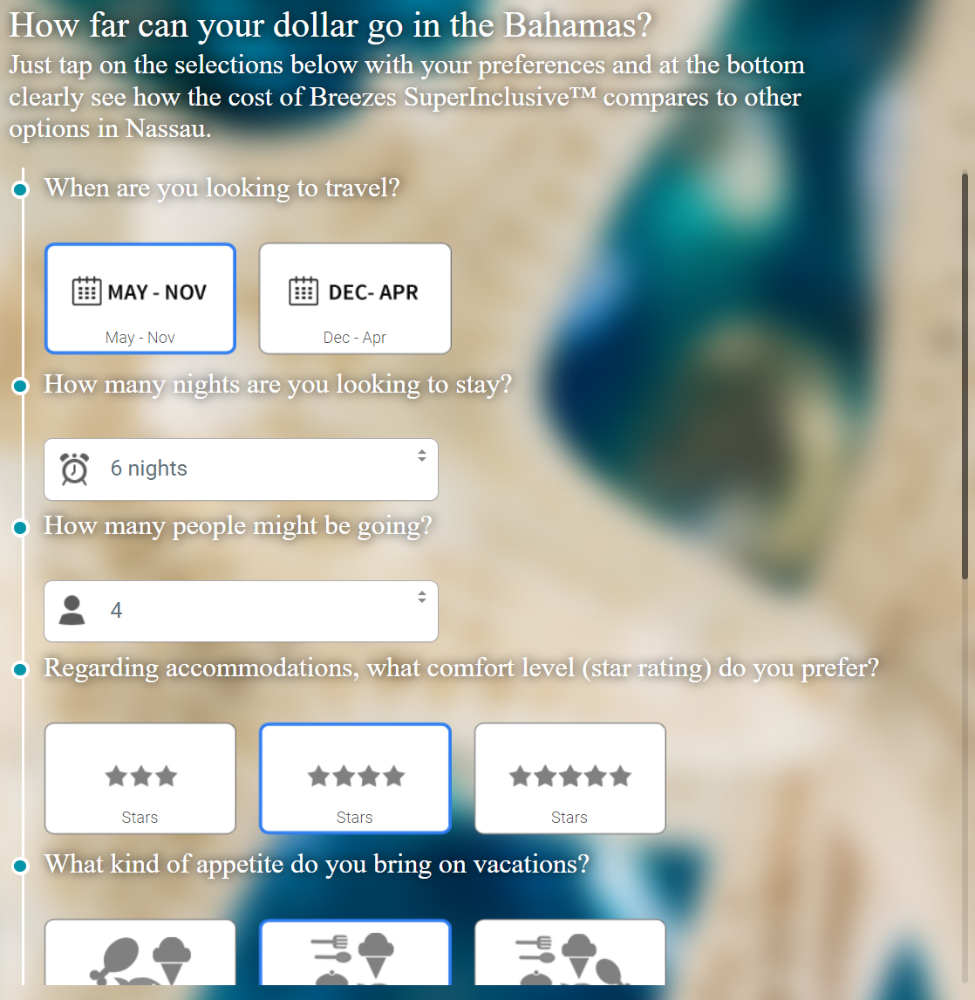 How far can your dollar go in the Bahamas?
Just tap on the selections below with your preferences and at the bottom
clearly see how the cost of Breezes SuperInclusive™ compares to other
options in Nassau.
When are you looking to travel?
MAY - NOV
May - Nov
DEC- APR
Dec - Apr
How many nights are you looking to stay?
6 nights
How many people might be going?
4
Regarding accommodations, what comfort level (star rating) do you prefer?
Stars
Stars
Stars
What kind of appetite do you bring on vacations?